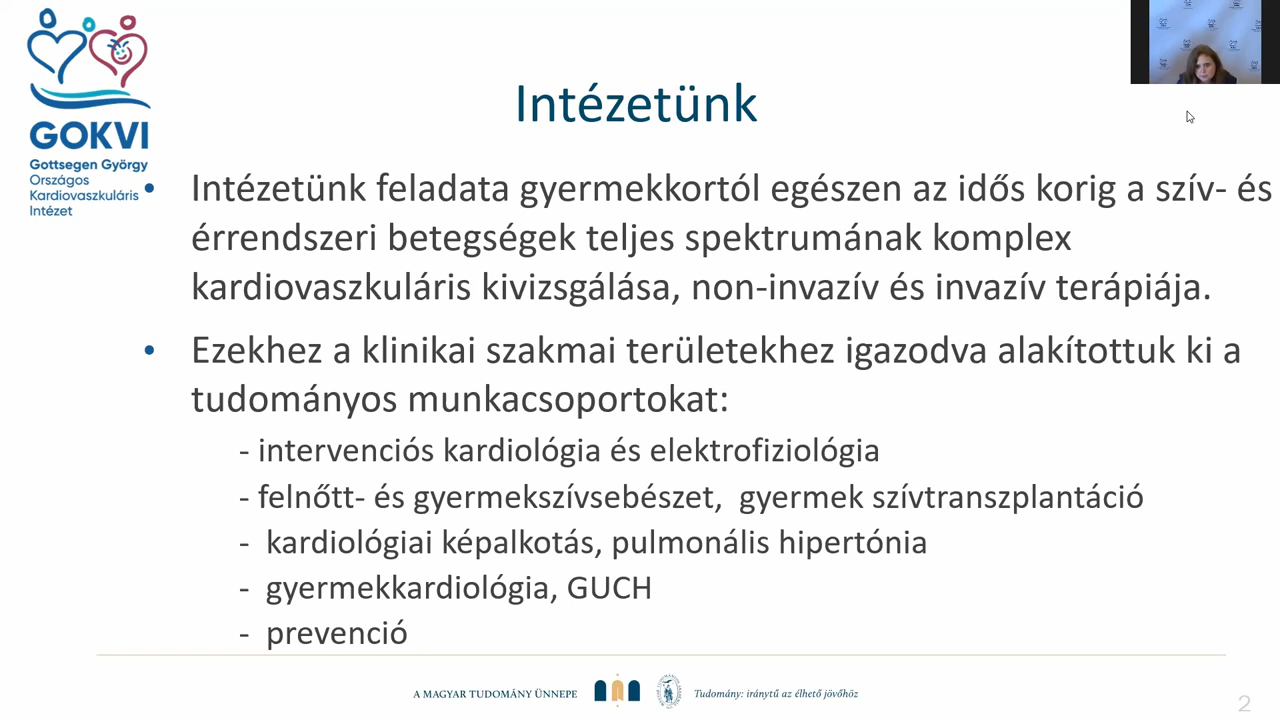 GOKVI
Gottsegen György
Országos
Kardiovaszkuláris
Intézet
Intézetünk
• Intézetünk feladata gyermekkortól egészen az idős korig a szív- és
érrendszeri betegségek teljes spektrumának komplex
kardiovaszkuláris kivizsgálása, non-invazív és invazív terápiája.
• Ezekhez a klinikai szakmai területekhez igazodva alakítottuk ki a
tudományos munkacsoportokat:
- intervenciós kardiológia és elektrofiziológia
- felnőtt- és gyermekszívsebészet, gyermek szívtranszplantáció
- kardiológiai képalkotás, pulmonális hipertónia
- gyermekkardiológia, GUCH
- prevenció
A MAGYAR TUDOMÁNY ÜNNEPE
Tudomány: iránytű az élhető jövőhöz
2